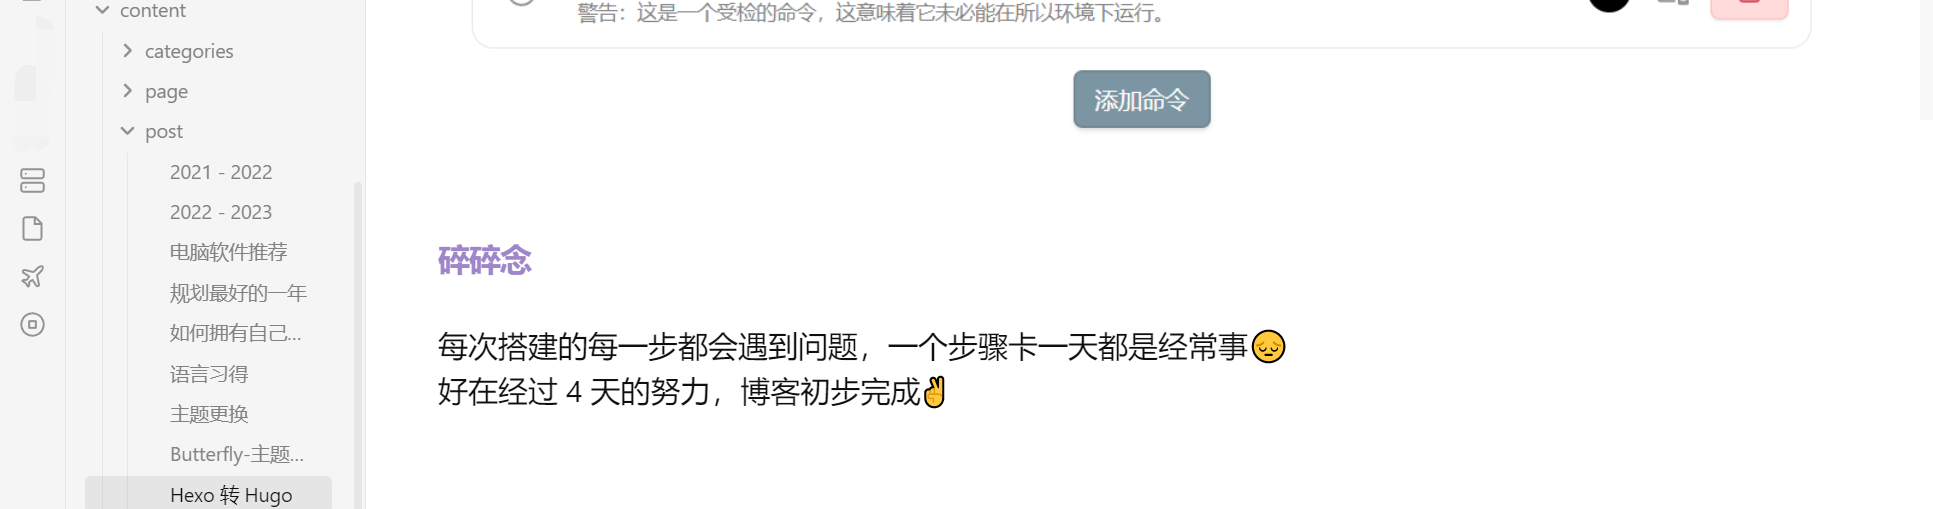 content
categories
page
post
2021 - 2022
2022 - 2023
电脑软件推荐
规划最好的一年
如何拥有自己...
语言习得
主题更换
Butterfly-主题...
Hexo 转 Hugo
警告：这是一个受检的命令，这意味着它未必能在所以环境下运行。
添加命令
碎碎念
每次搭建的每一步都会遇到问题，一个步骤卡一天都是经常事😔
好在经过 4 天的努力，博客初步完成✌